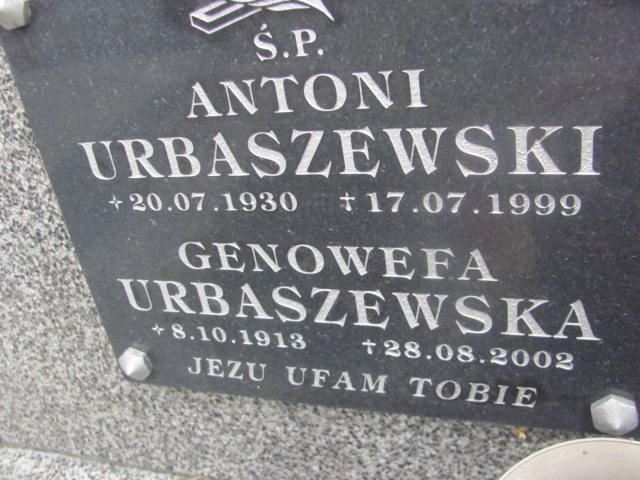 Ś.P.
ANTONI
URBASZEWSKI
✢20.07.1930 ✝17.07.1999
GENOWEFA
URBASZEWSKA
✢8.10.1913 ✝28.08.2002
JEZU UFAM TOBIE